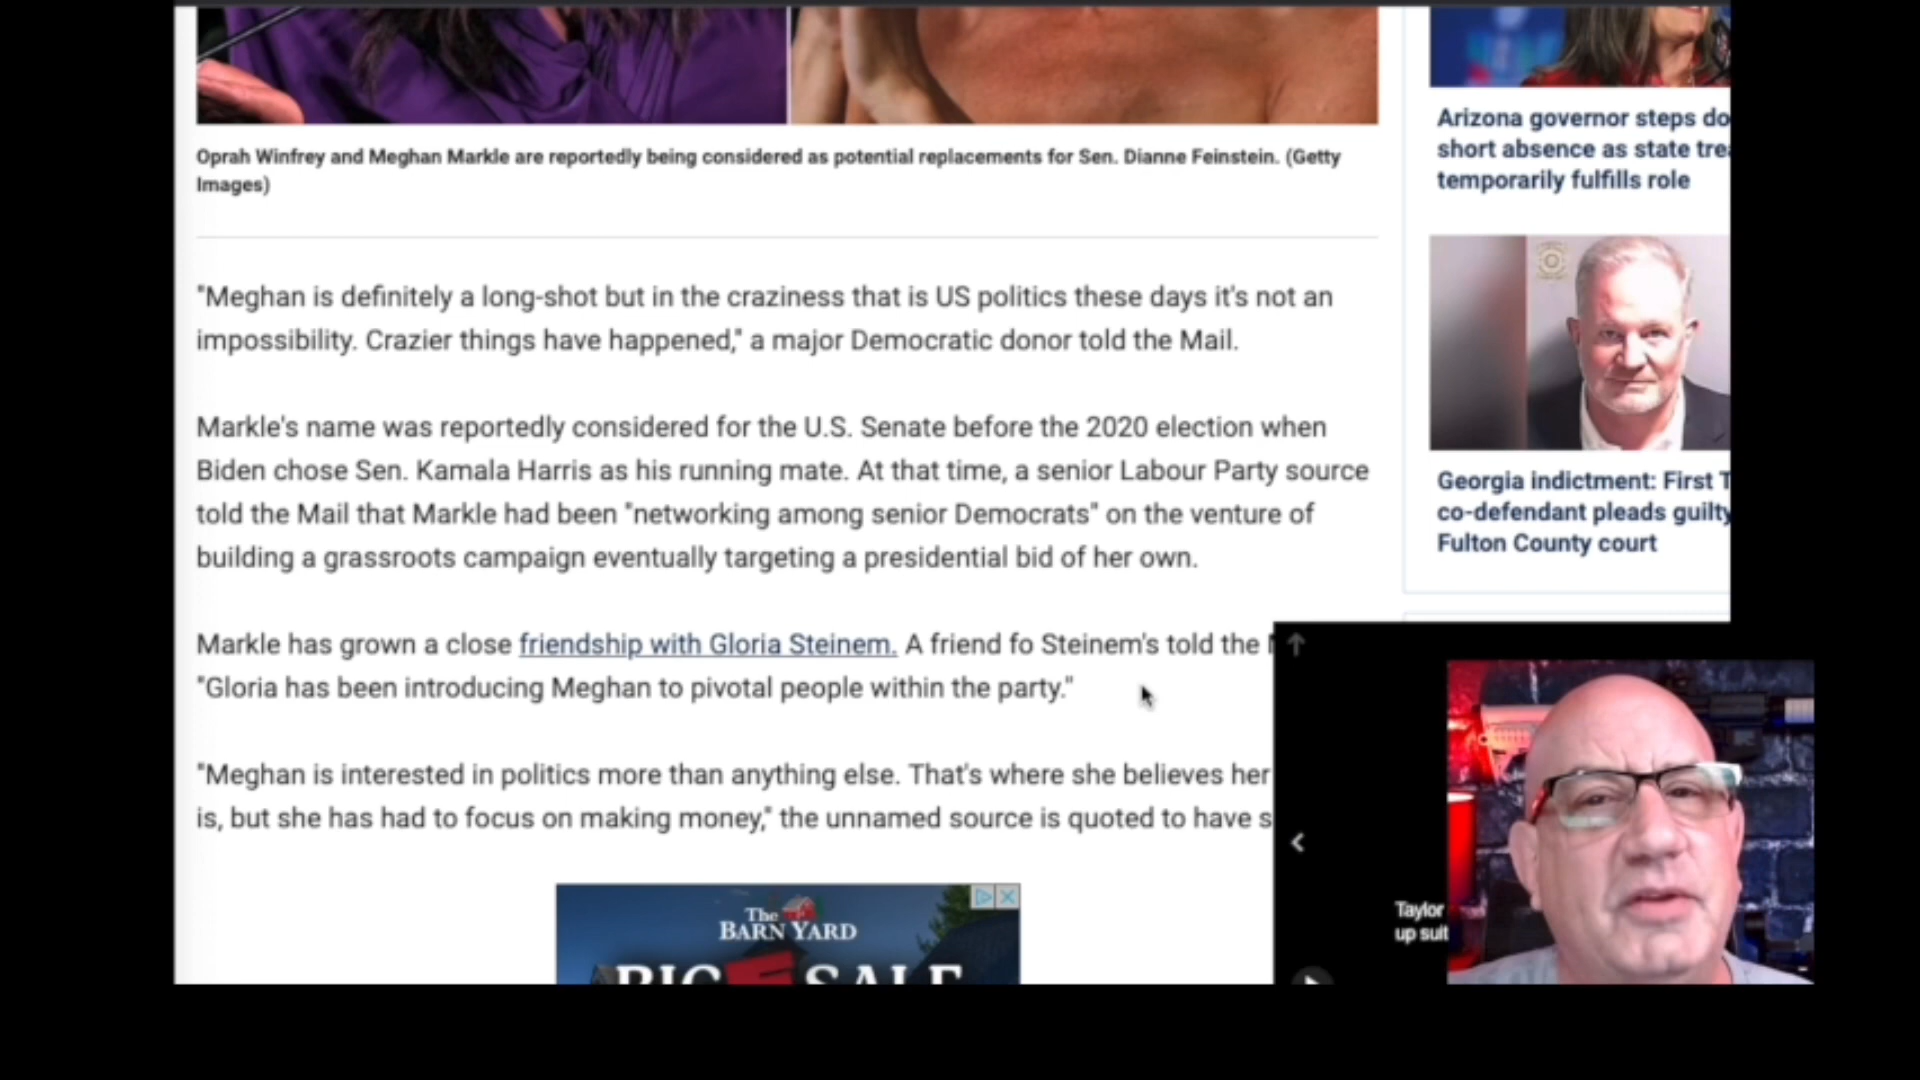 Oprah Winfrey and Meghan Markle are reportedly being considered as potential replacements for Sen. Dianne Feinstein. (Getty
Images)
"Meghan is definitely a long-shot but in the craziness that is US politics these days it's not an
impossibility. Crazier things have happened," a major Democratic donor told the Mail.
Markle's name was reportedly considered for the U.S. Senate before the 2020 election when
Biden chose Sen. Kamala Harris as his running mate. At that time, a senior Labour Party source
told the Mail that Markle had been "networking among senior Democrats" on the venture of
building a grassroots campaign eventually targeting a presidential bid of her own.
Markle has grown a close friendship with Gloria Steinem. A friend fo Steinem's told the
"Gloria has been introducing Meghan to pivotal people within the party."
"Meghan is interested in politics more than anything else. That's where she believes her
is, but she has had to focus on making money," the unnamed source is quoted to have s
The
BARN YARD
BIG SALE
Arizona governor steps do
short absence as state trea
temporarily fulfills role
Georgia indictment: First T
co-defendant pleads guilty
Fulton County court
Taylor
up suit